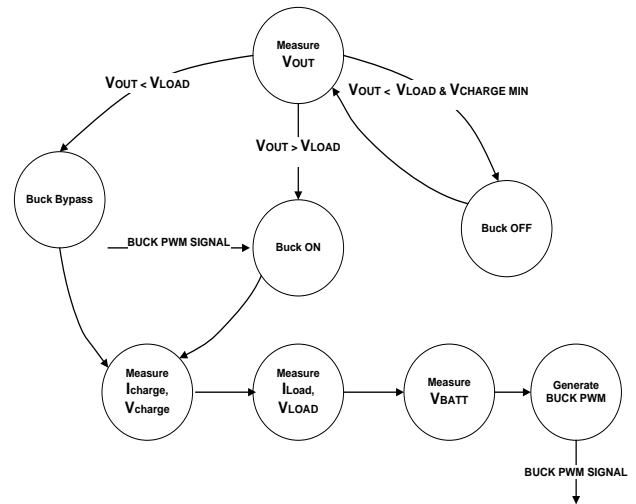 Measure
VOUT
VOUT < VLOAD
VOUT < VLOAD & VCHARGE MIN
VOUT > VLOAD
Buck Bypass
BUCK PWM SIGNAL
Buck ON
Buck OFF
Measure
Icharge,
Vcharge
Measure
ILoad,
VLOAD
Measure
VBATT
Generate
BUCK PWM
BUCK PWM SIGNAL